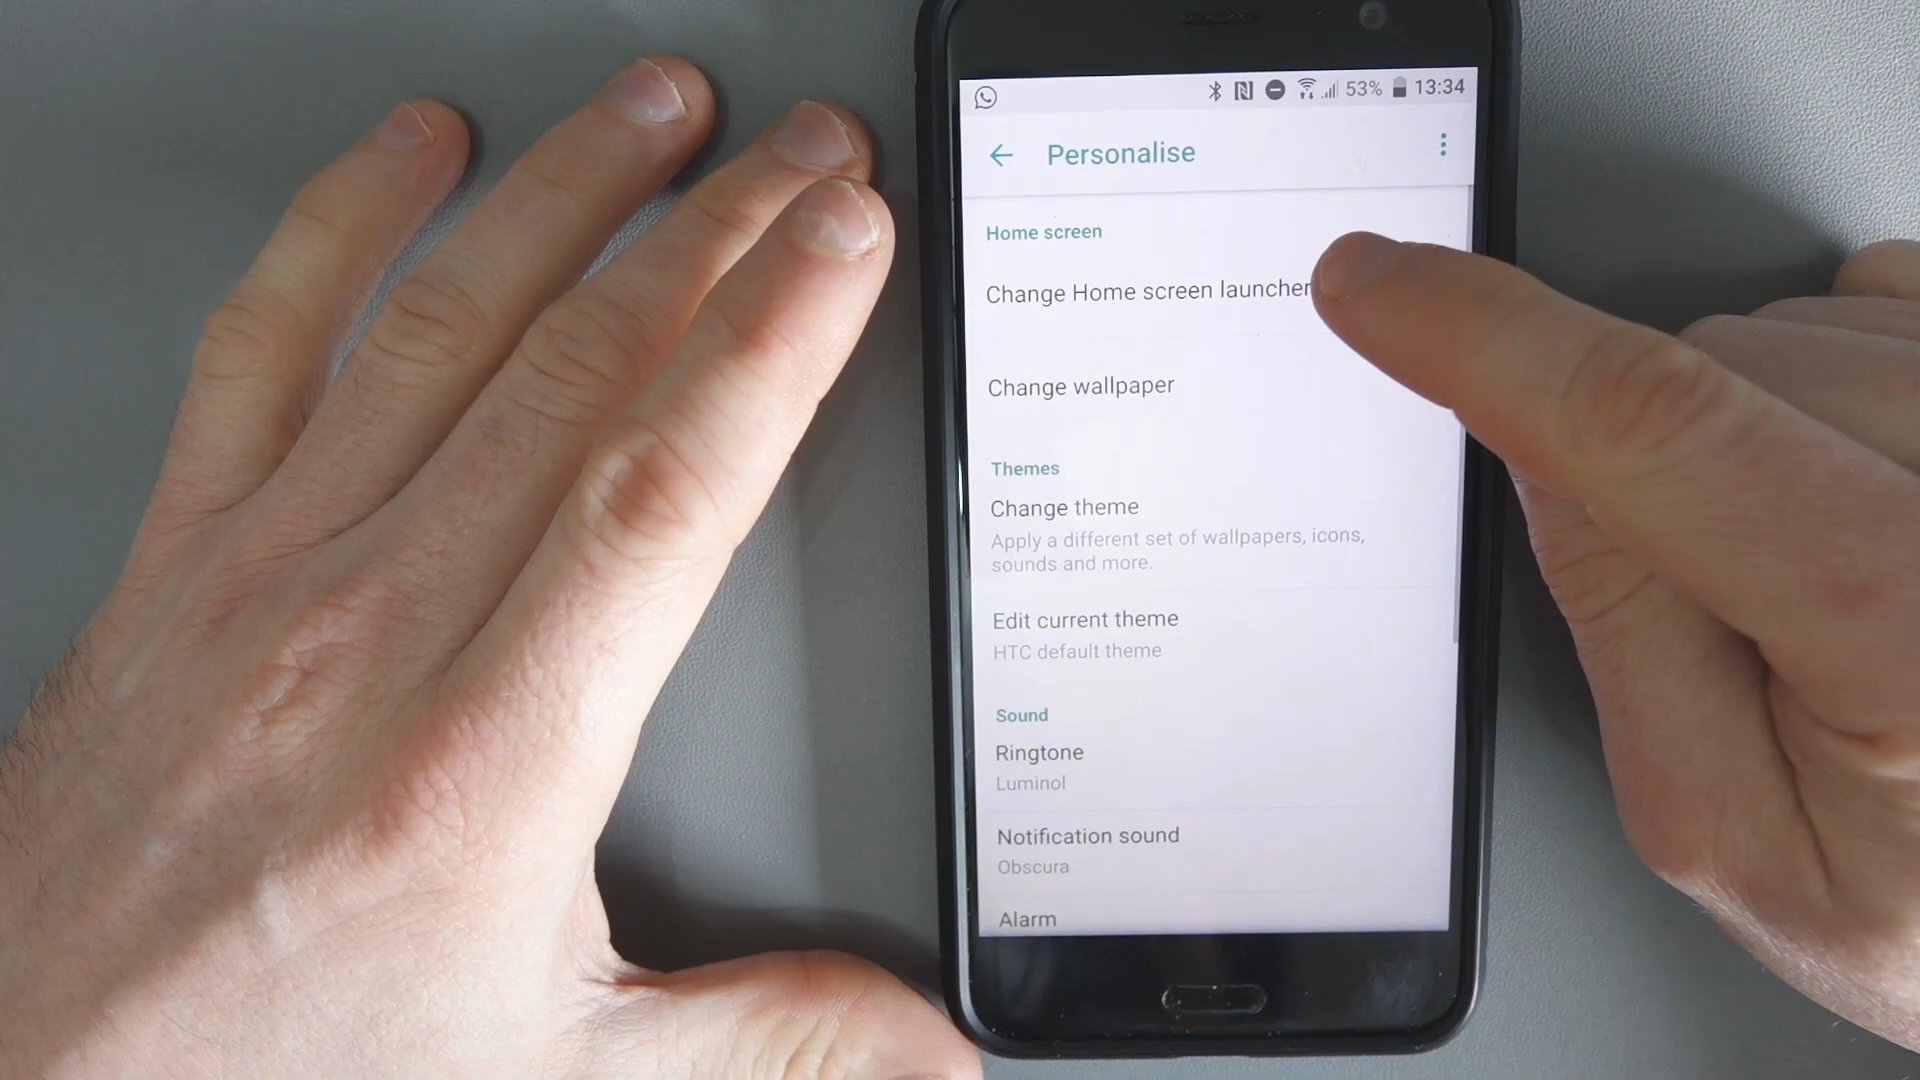 53% 13:34
Personalise
Home screen
Change Home screen launcher
Change wallpaper
Themes
Change theme
Apply a different set of wallpapers, icons,
sounds and more.
Edit current theme
HTC default theme
Sound
Ringtone
Luminol
Notification sound
Obscura
Alarm